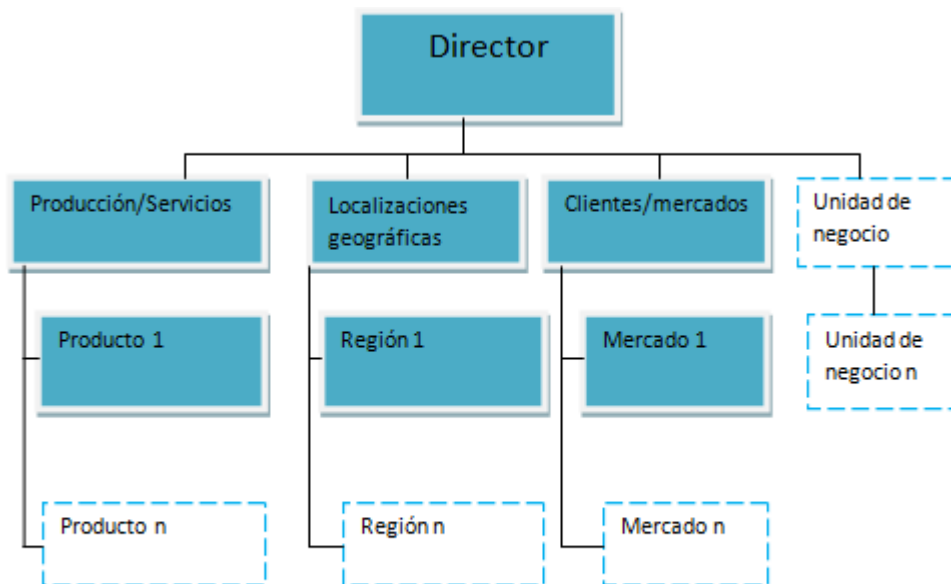 Director
Producción/Servicios
Localizaciones
geográficas
Clientes/mercados
Unidad de
negocio
Producto 1
Región 1
Mercado 1
Unidad de
negocio n
Producto n
Región n
Mercado n